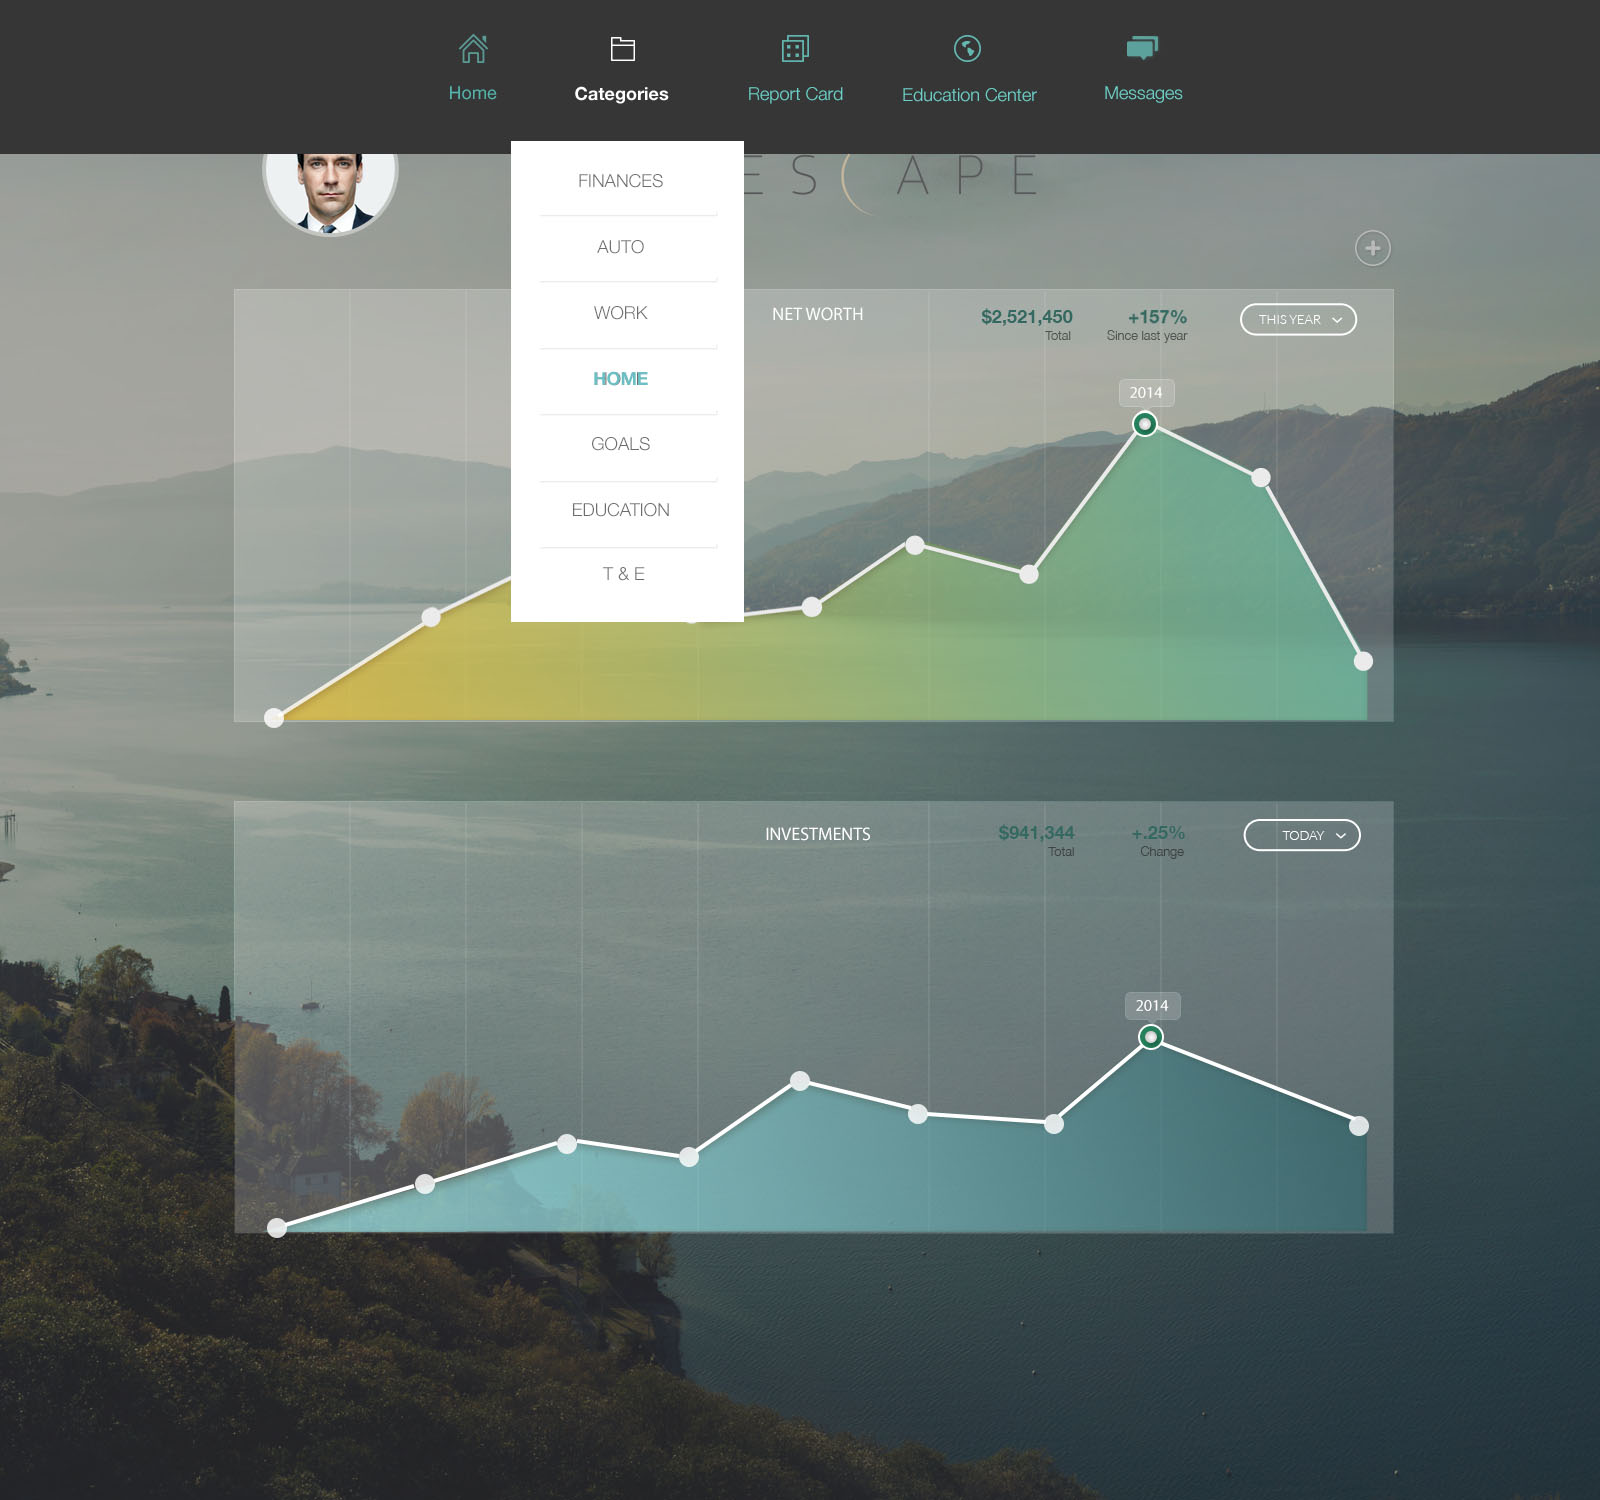 Home
Categories
Report Card
Education Center
Messages
FINANCES
AUTO
WORK
HOME
GOALS
EDUCATION
T & E
ES APE
NET WORTH
$2,521,450
Total
+157%
Since last year
THIS YEAR
2014
INVESTMENTS
$941,344
Total
+.25%
Change
TODAY
2014